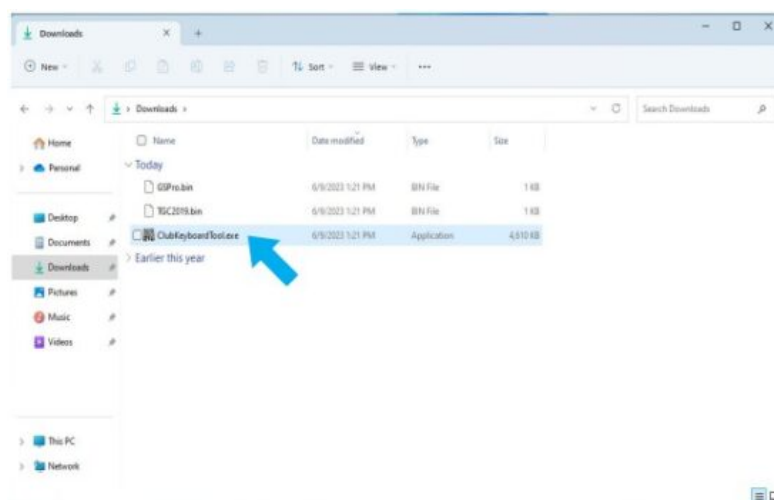 Downloads
New
Sort
View
Downloads
Search Downloads
Home
Personal
Desktop
Documents
Downloads
Pictures
Music
Videos
This PC
Network
Name Date modified Type Size
Today
GSPro.bin 6/9/2023 1:21 PM BIN File 1 KB
TGC2019.bin 6/9/2023 1:21 PM BIN File 1 KB
ClubKeyboardTool.exe 6/9/2023 1:21 PM Application 4,610 KB
Earlier this year